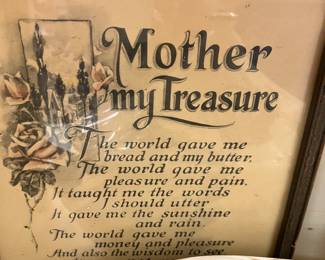 Mother
my Treasure
The world gave me
bread and my butter.
The world gave me
pleasure and pain.
It taught me the words
I should utter
It gave me the sunshine
and rain.
The world gave me
money and pleasure
And also the wisdom to see